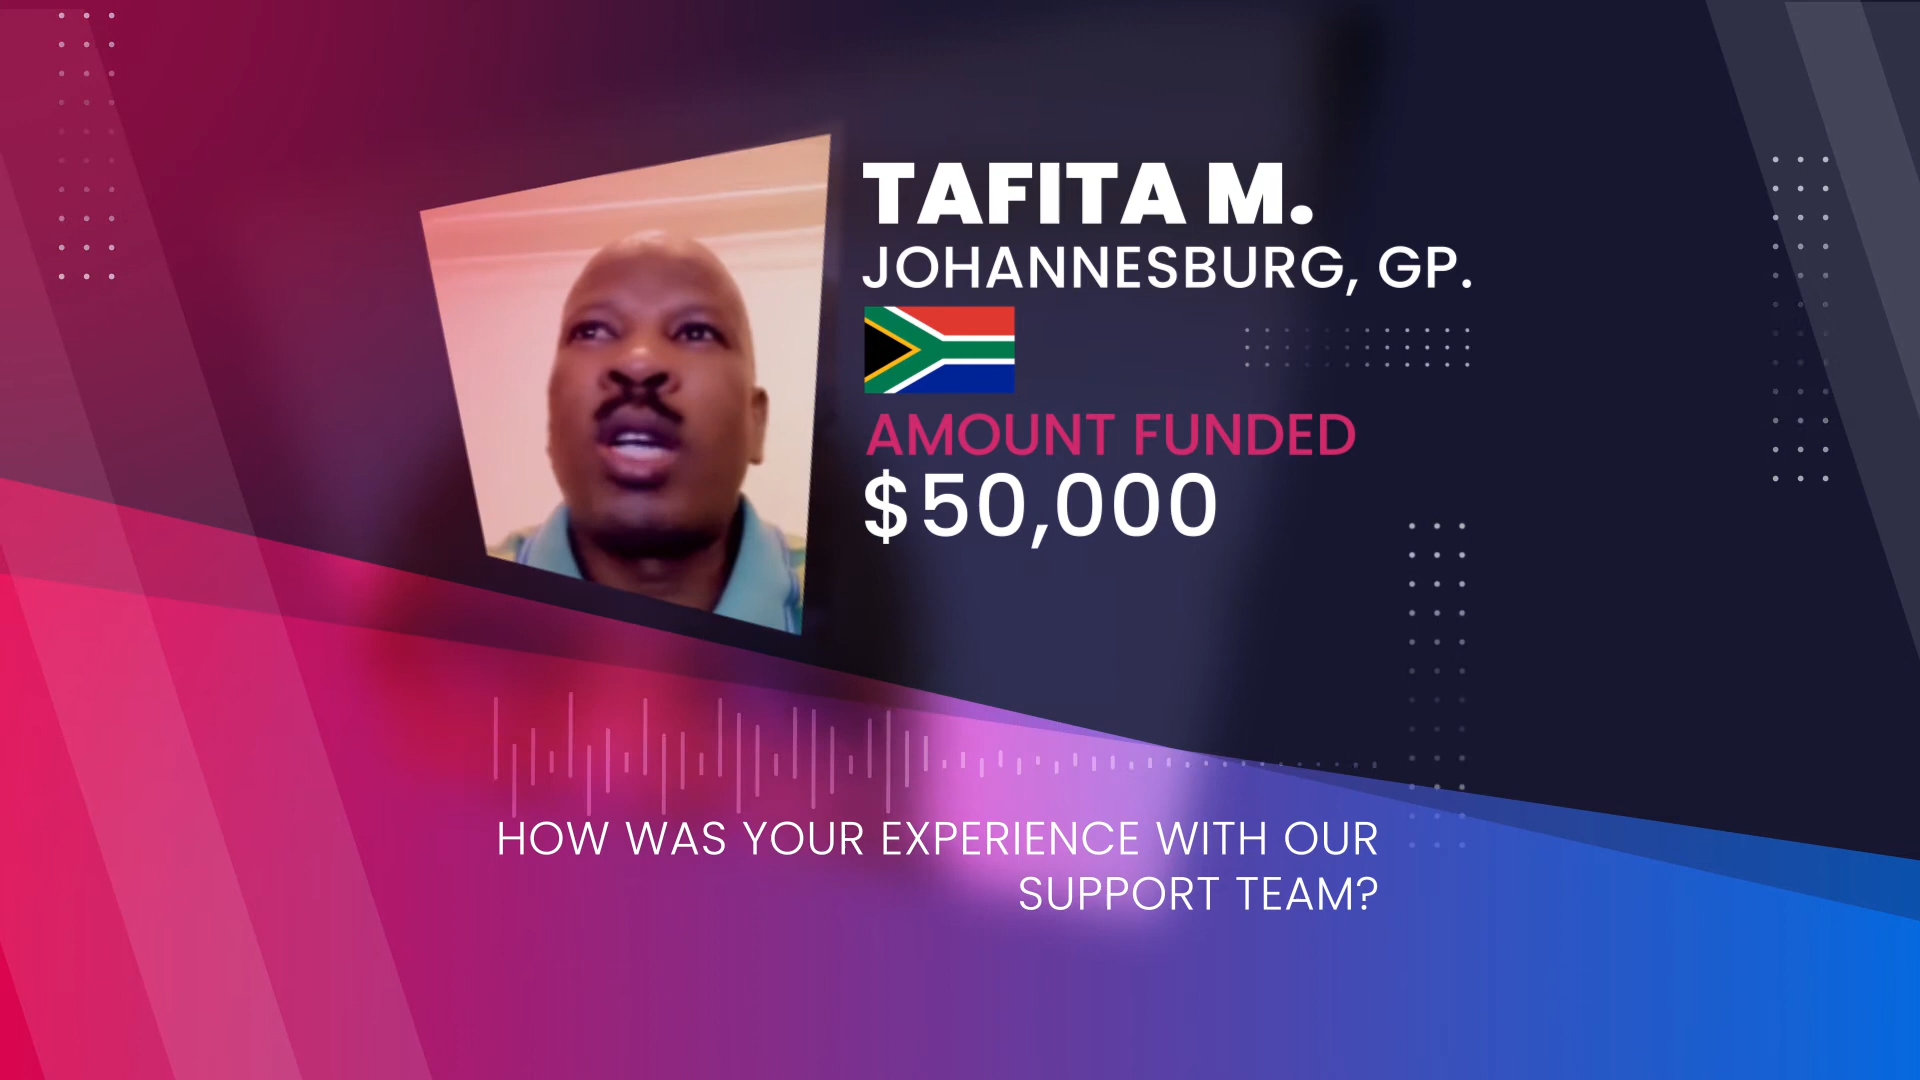 TAFITA M.
JOHANNESBURG, GP.
AMOUNT FUNDED
$50,000
HOW WAS YOUR EXPERIENCE WITH OUR
SUPPORT TEAM?